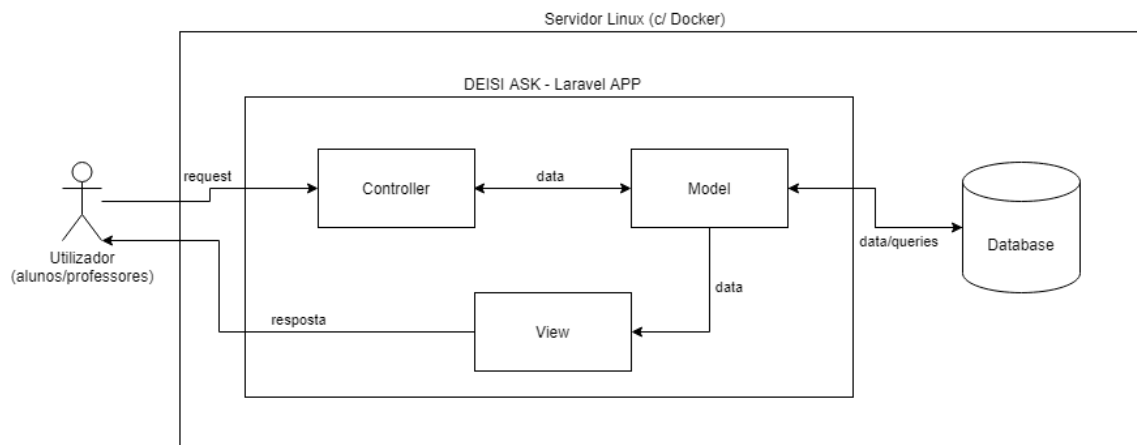 Servidor Linux (c/ Docker)
DEISI ASK - Laravel APP
request
Controller
data
Model
Utilizador
(alunos/professores)
data/queries
Database
data
resposta
View